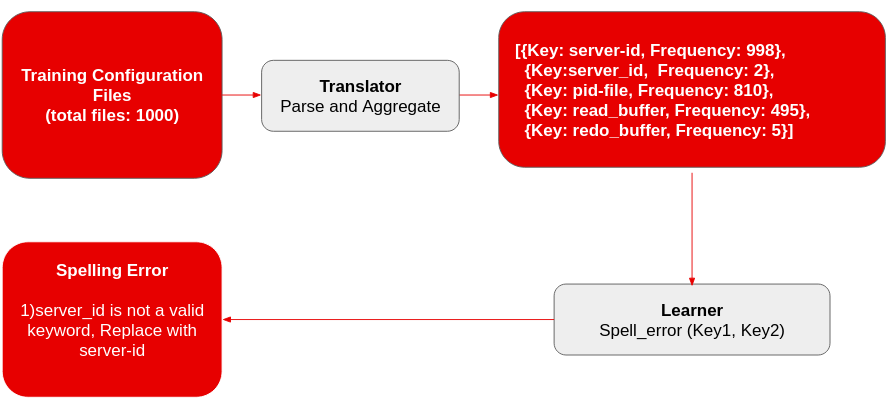 Training Configuration
Files
(total files: 1000)
Translator
Parse and Aggregate
[{Key: server-id, Frequency: 998},
{Key:server_id,  Frequency: 2},
{Key: pid-file, Frequency: 810},
{Key: read_buffer, Frequency: 495},
{Key: redo_buffer, Frequency: 5}]
Learner
Spell_error (Key1, Key2)
Spelling Error
1)server_id is not a valid
keyword, Replace with
server-id